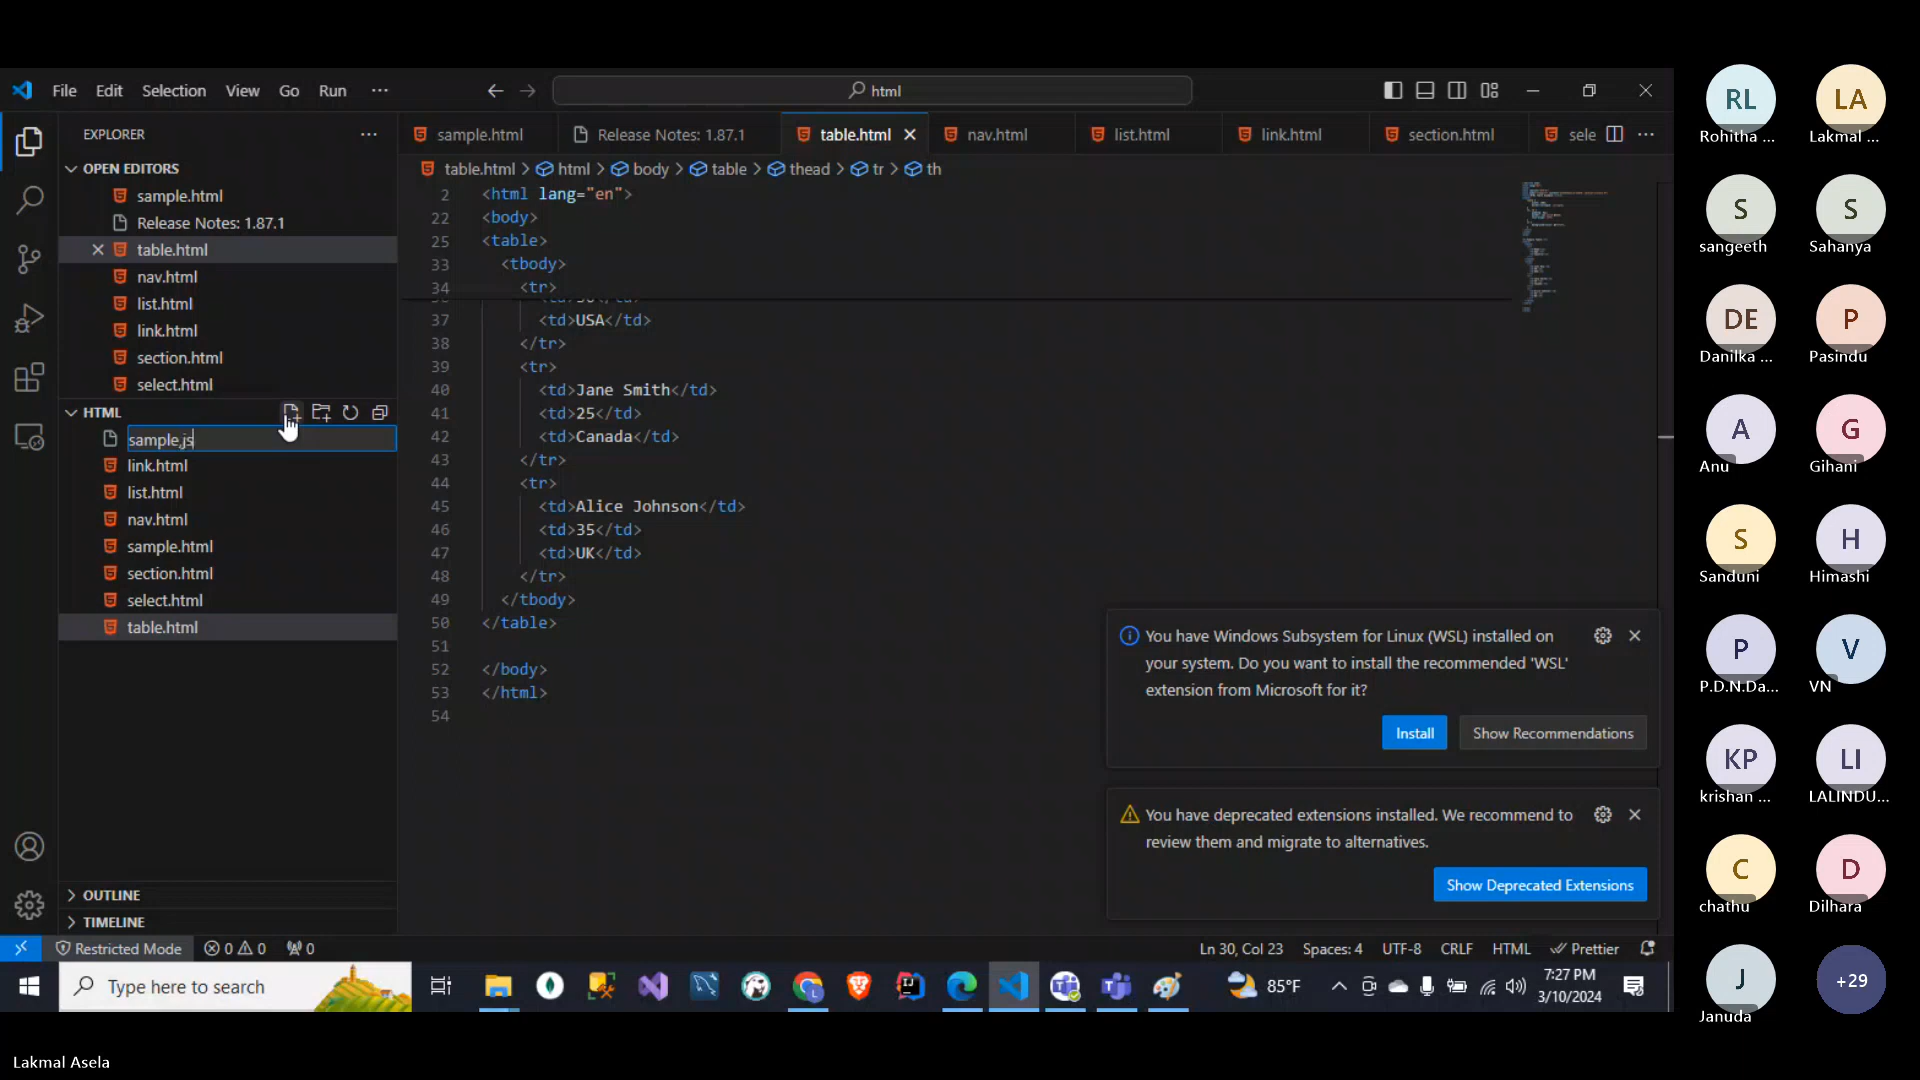 File Edit Selection View Go Run ···
html
EXPLORER ···
OPEN EDITORS
sample.html
Release Notes: 1.87.1
table.html
nav.html
list.html
link.html
section.html
select.html
HTML
sample.js
link.html
list.html
nav.html
sample.html
section.html
select.html
table.html
OUTLINE
TIMELINE
sample.html Release Notes: 1.87.1 table.html nav.html list.html link.html section.html sele ···
table.html > html > body > table > thead > tr > th
2 <html lang="en">
22 <body>
25 <table>
33 <tbody>
34 <tr>
37 <td>USA</td>
38 </tr>
39 <tr>
40 <td>Jane Smith</td>
41 <td>25</td>
42 <td>Canada</td>
43 </tr>
44 <tr>
45 <td>Alice Johnson</td>
46 <td>35</td>
47 <td>UK</td>
48 </tr>
49 </tbody>
50 </table>
51
52 </body>
53 </html>
54
You have Windows Subsystem for Linux (WSL) installed on
your system. Do you want to install the recommended 'WSL'
extension from Microsoft for it?
Install Show Recommendations
You have deprecated extensions installed. We recommend to
review them and migrate to alternatives.
Show Deprecated Extensions
Restricted Mode 0 0 0 Ln 30, Col 23 Spaces: 4 UTF-8 CRLF HTML Prettier
Type here to search 85°F 7:27 PM
3/10/2024
RL LA
Rohitha ... Lakmal ...
S S
sangeeth Sahanya
DE P
Danilka ... Pasindu
A G
Anu Gihani
S H
Sanduni Himashi
P V
P.D.N.Da... VN
KP LI
krishan ... LALINDU...
C D
chathu Dilhara
J +29
Januda
Lakmal Asela